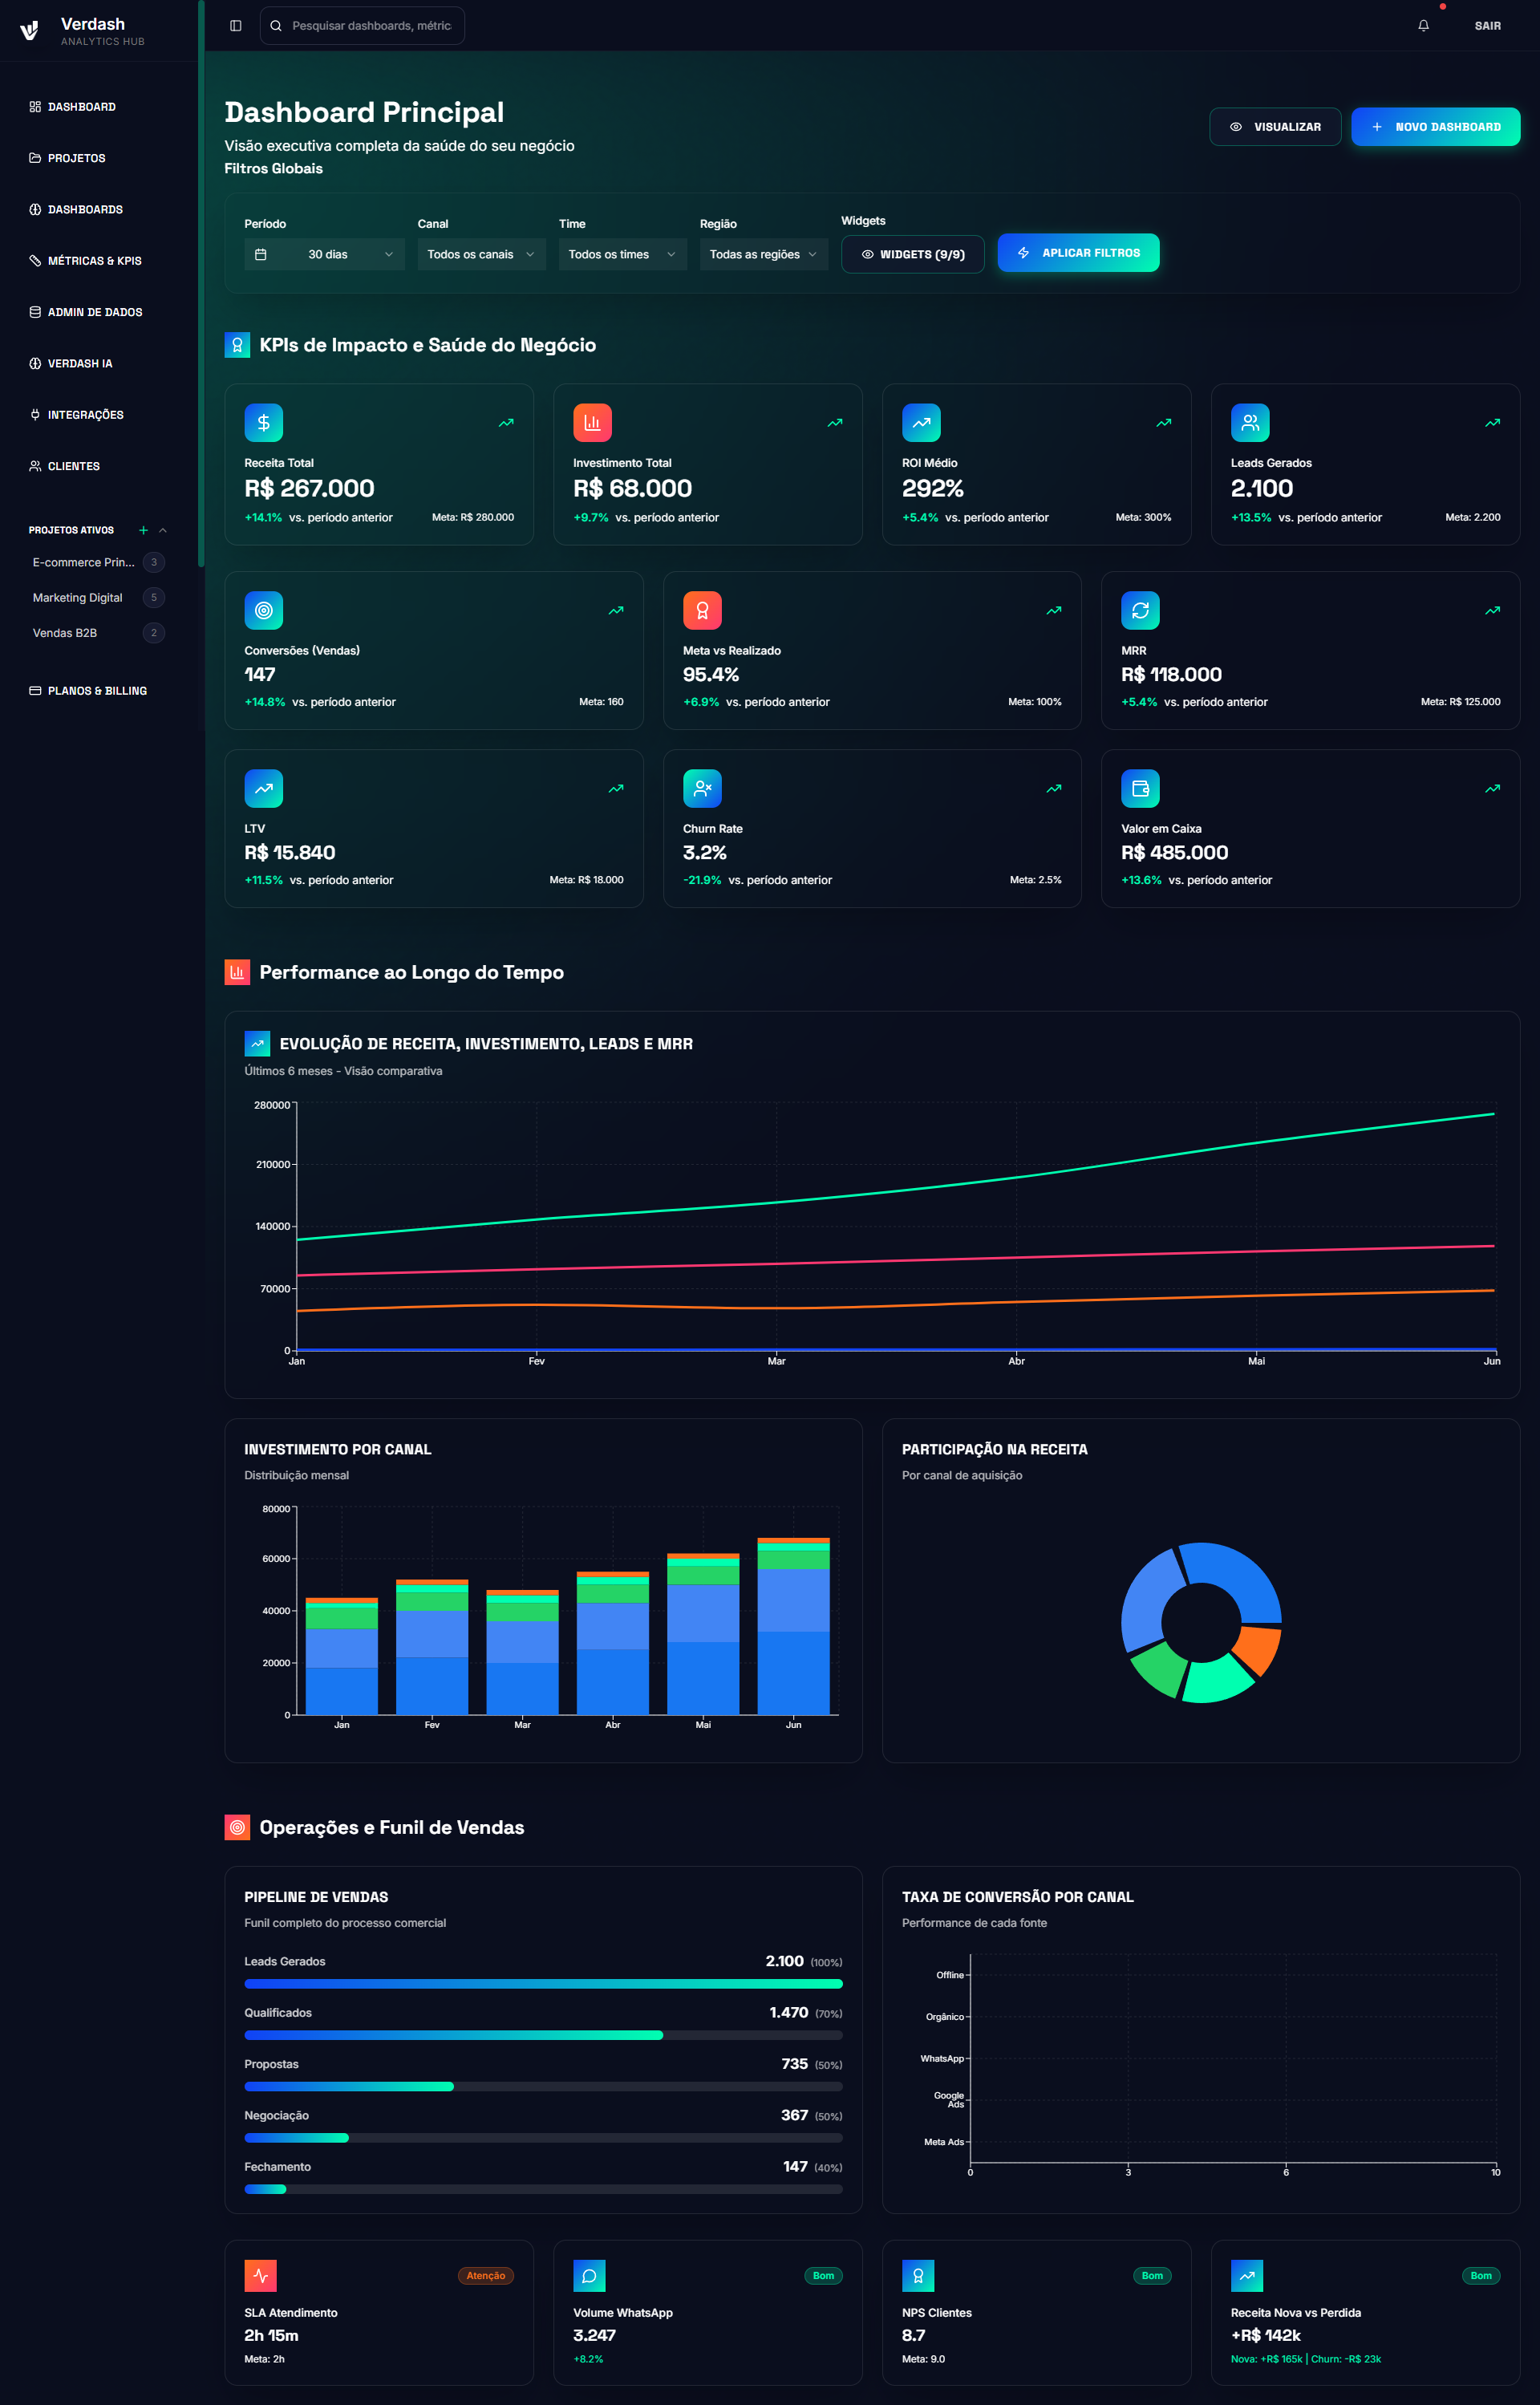 Verdash
ANALYTICS HUB
Pesquisar dashboards, métric
SAIR
DASHBOARD
PROJETOS
DASHBOARDS
MÉTRICAS & KPIS
ADMIN DE DADOS
VERDASH IA
INTEGRAÇÕES
CLIENTES
PROJETOS ATIVOS
E-commerce Prin... 3
Marketing Digital 5
Vendas B2B 2
PLANOS & BILLING
Dashboard Principal
Visão executiva completa da saúde do seu negócio
Filtros Globais
VISUALIZAR
NOVO DASHBOARD
Período Canal Time Região Widgets
30 dias Todos os canais Todos os times Todas as regiões WIDGETS (9/9) APLICAR FILTROS
KPIs de Impacto e Saúde do Negócio
Receita Total
R$ 267.000
+14.1% vs. período anterior Meta: R$ 280.000
Investimento Total
R$ 68.000
+9.7% vs. período anterior
ROI Médio
292%
+5.4% vs. período anterior Meta: 300%
Leads Gerados
2.100
+13.5% vs. período anterior Meta: 2.200
Conversões (Vendas)
147
+14.8% vs. período anterior Meta: 160
Meta vs Realizado
95.4%
+6.9% vs. período anterior Meta: 100%
MRR
R$ 118.000
+5.4% vs. período anterior Meta: R$ 125.000
LTV
R$ 15.840
+11.5% vs. período anterior Meta: R$ 18.000
Churn Rate
3.2%
-21.9% vs. período anterior Meta: 2.5%
Valor em Caixa
R$ 485.000
+13.6% vs. período anterior
Performance ao Longo do Tempo
EVOLUÇÃO DE RECEITA, INVESTIMENTO, LEADS E MRR
Últimos 6 meses - Visão comparativa
280000
210000
140000
70000
0
Jan Fev Mar Abr Mai Jun
INVESTIMENTO POR CANAL
Distribuição mensal
80000
60000
40000
20000
0
Jan Fev Mar Abr Mai Jun
PARTICIPAÇÃO NA RECEITA
Por canal de aquisição
Operações e Funil de Vendas
PIPELINE DE VENDAS
Funil completo do processo comercial
Leads Gerados 2.100 (100%)
Qualificados 1.470 (70%)
Propostas 735 (50%)
Negociação 367 (50%)
Fechamento 147 (40%)
TAXA DE CONVERSÃO POR CANAL
Performance de cada fonte
Offline
Orgânico
WhatsApp
Google
Ads
Meta Ads
0 3 6 10
Atenção
SLA Atendimento
2h 15m
Meta: 2h
Bom
Volume WhatsApp
3.247
+8.2%
Bom
NPS Clientes
8.7
Meta: 9.0
Bom
Receita Nova vs Perdida
+R$ 142k
Nova: +R$ 165k | Churn: -R$ 23k